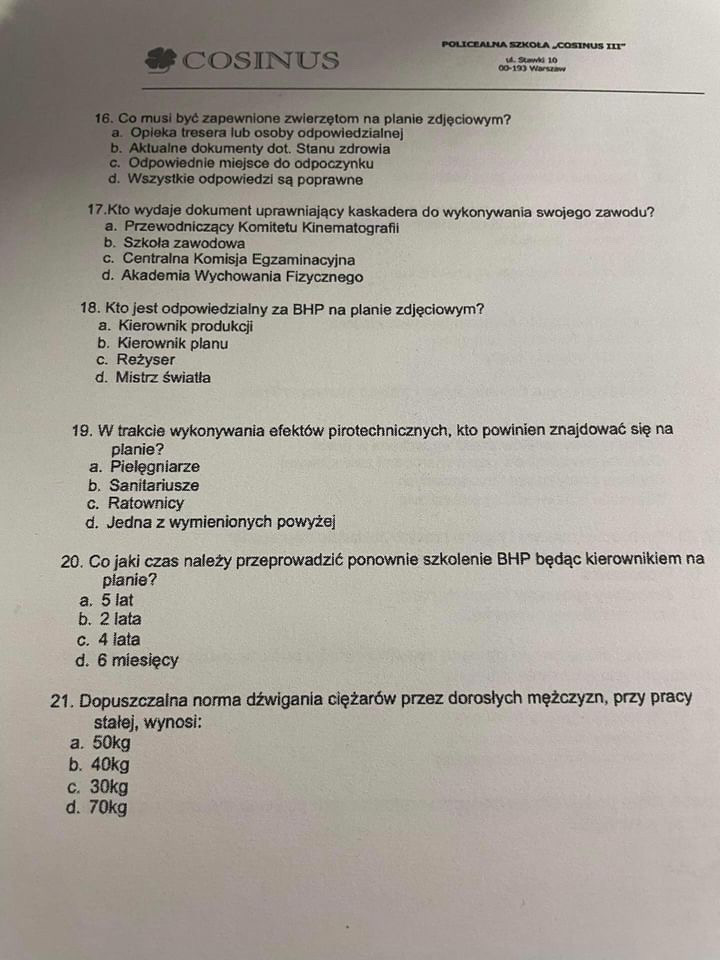 COSINUS
POLICEALNA SZKOŁA „COSINUS III"
ul. Stawki 10
00-193 Warszaw
16. Co musi być zapewnione zwierzętom na planie zdjęciowym?
a. Opieka tresera lub osoby odpowiedzialnej
b. Aktualne dokumenty dot. Stanu zdrowia
c. Odpowiednie miejsce do odpoczynku
d. Wszystkie odpowiedzi są poprawne
17.Kto wydaje dokument uprawniający kaskadera do wykonywania swojego zawodu?
a. Przewodniczący Komitetu Kinematografii
b. Szkoła zawodowa
c. Centralna Komisja Egzaminacyjna
d. Akademia Wychowania Fizycznego
18. Kto jest odpowiedzialny za BHP na planie zdjęciowym?
a. Kierownik produkcji
b. Kierownik planu
c. Reżyser
d. Mistrz światła
19. W trakcie wykonywania efektów pirotechnicznych, kto powinien znajdować się na
planie?
a. Pielęgniarze
b. Sanitariusze
c. Ratownicy
d. Jedna z wymienionych powyżej
20. Co jaki czas należy przeprowadzić ponownie szkolenie BHP będąc kierownikiem na
planie?
a. 5 lat
b. 2 lata
c. 4 lata
d. 6 miesięcy
21. Dopuszczalna norma dźwigania ciężarów przez dorosłych mężczyzn, przy pracy
stałej, wynosi:
a. 50kg
b. 40kg
c. 30kg
d. 70kg